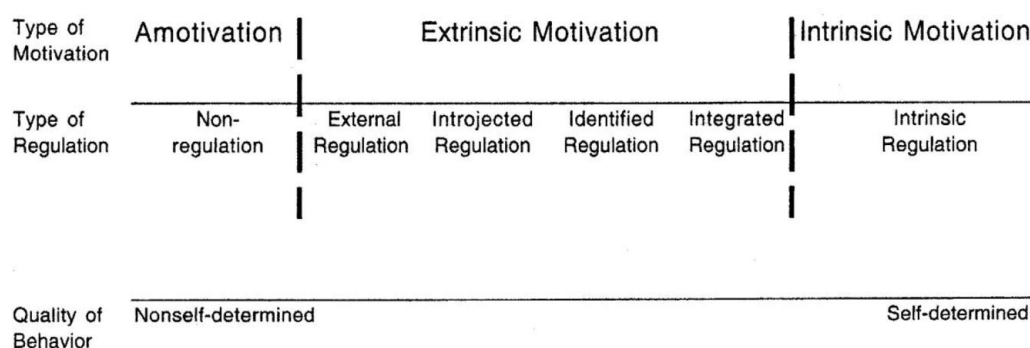 Type of Motivation Amotivation Extrinsic Motivation Intrinsic Motivation
Type of Regulation Non-regulation External Regulation Introjected Regulation Identified Regulation Integrated Regulation Intrinsic Regulation
Quality of Behavior Nonself-determined Self-determined